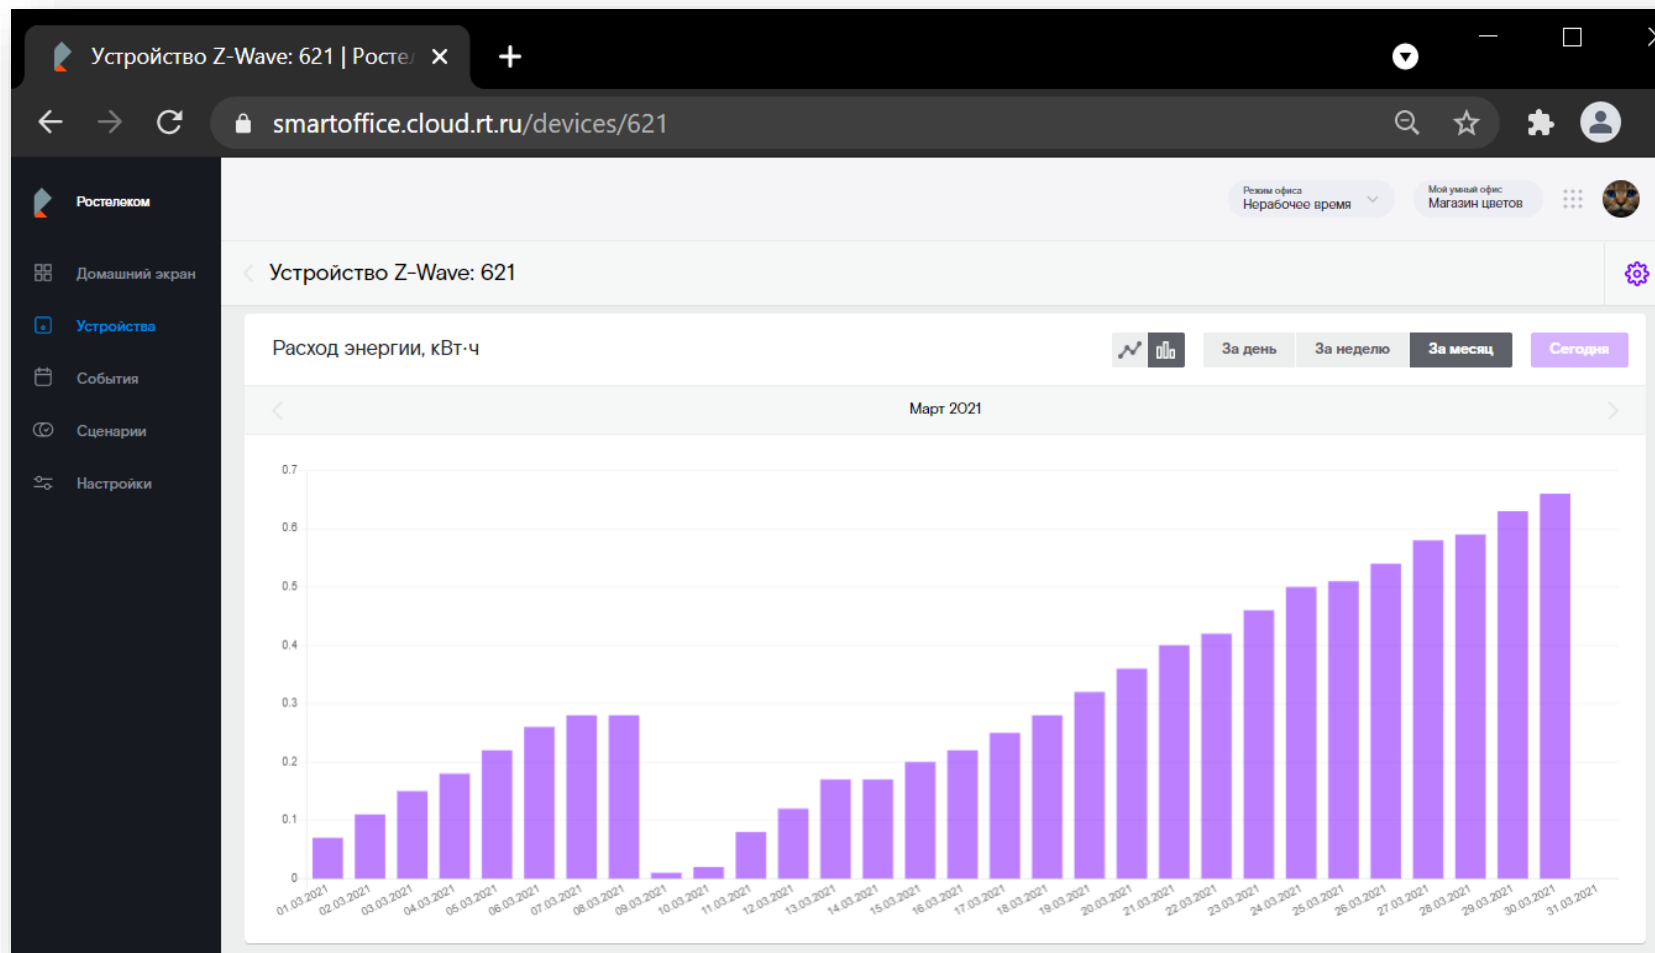 Устройство Z-Wave: 621 | Росте
smartoffice.cloud.rt.ru/devices/621
Ростелеком
Режим офиса
Нерабочее время
Мой умный офис
Магазин цветов
Домашний экран
Устройства
События
Сценарии
Настройки
Устройство Z-Wave: 621
Расход энергии, кВт·ч
За день
За неделю
За месяц
Сегодня
Март 2021
0.7
0.6
0.5
0.4
0.3
0.2
0.1
0
01.03.2021
02.03.2021
03.03.2021
04.03.2021
05.03.2021
06.03.2021
07.03.2021
08.03.2021
09.03.2021
10.03.2021
11.03.2021
12.03.2021
13.03.2021
14.03.2021
15.03.2021
16.03.2021
17.03.2021
18.03.2021
19.03.2021
20.03.2021
21.03.2021
22.03.2021
23.03.2021
24.03.2021
25.03.2021
26.03.2021
27.03.2021
28.03.2021
29.03.2021
30.03.2021
31.03.2021